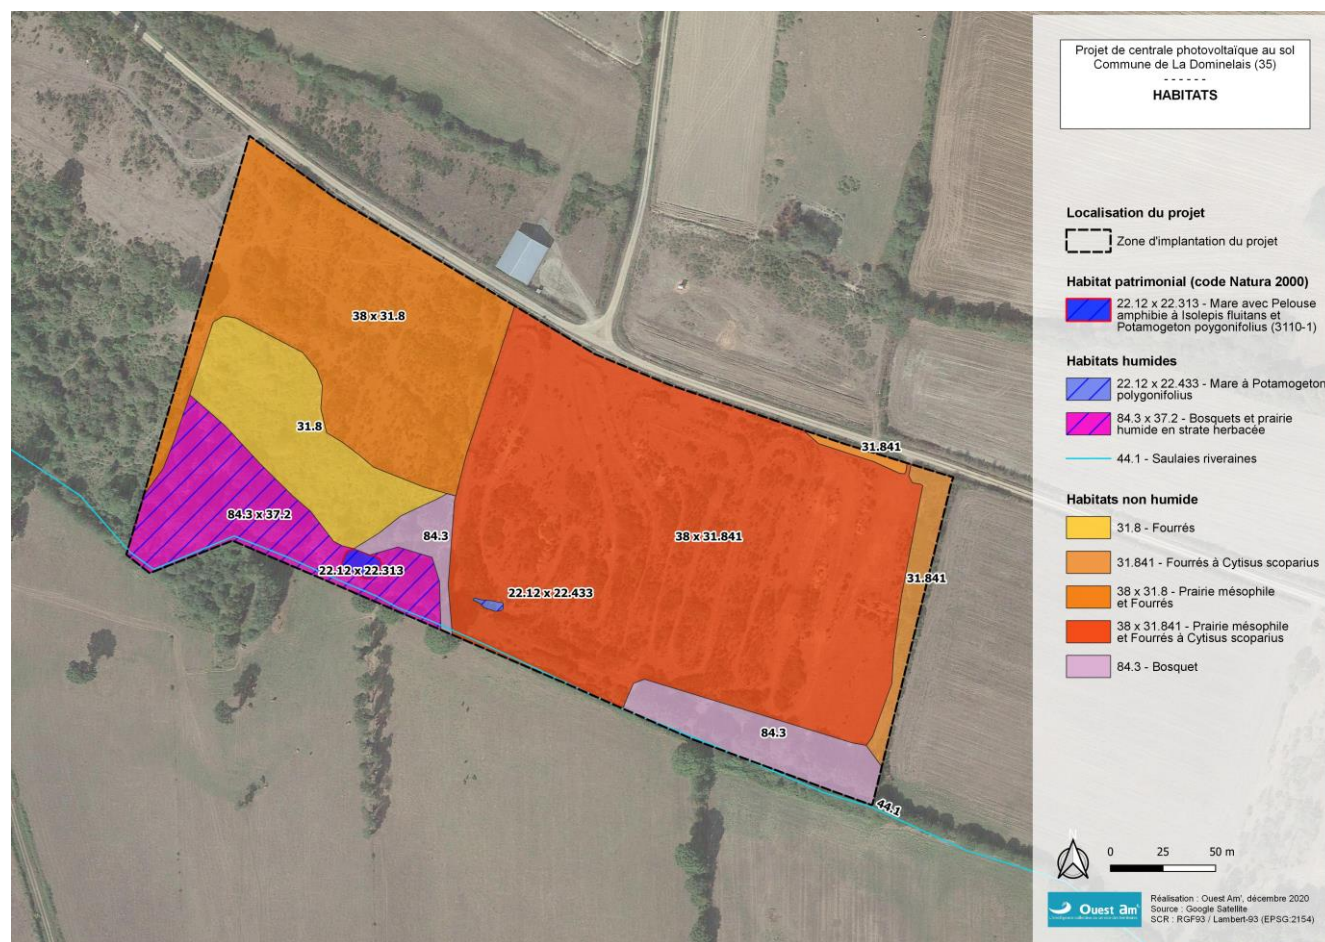 Projet de centrale photovoltaïque au sol
Commune de La Dominelais (35)
- - - - - -
HABITATS
Localisation du projet
Zone d'implantation du projet
Habitat patrimonial (code Natura 2000)
22.12 x 22.313 - Mare avec Pelouse
amphibie à Isolepis fluitans et
Potamogeton poygonifolius (3110-1)
Habitats humides
22.12 x 22.433 - Mare à Potamogeton
polygonifolius
84.3 x 37.2 - Bosquets et prairie
humide en strate herbacée
44.1 - Saulaies riveraines
Habitats non humide
31.8 - Fourrés
31.841 - Fourrés à Cytisus scoparius
38 x 31.8 - Prairie mésophile
et Fourrés
38 x 31.841 - Prairie mésophile
et Fourrés à Cytisus scoparius
84.3 - Bosquet
38 x 31.8
31.8
31.841
84.3 x 37.2
84.3
38 x 31.841
22.12 x 22.313
22.12 x 22.433
31.841
84.3
44.1
N
0 25 50 m
Ouest am'
Réalisation : Ouest Am', décembre 2020
Source : Google Satellite
SCR : RGF93 / Lambert-93 (EPSG:2154)